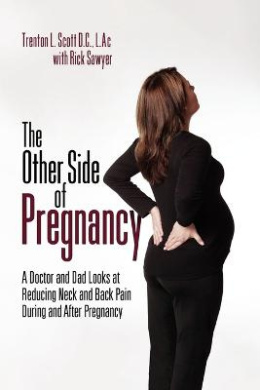 Trenton L. Scott D.C., L.Ac
with Rick Sawyer
The
Other Side
of
Pregnancy
A Doctor and Dad Looks at
Reducing Neck and Back Pain
During and After Pregnancy